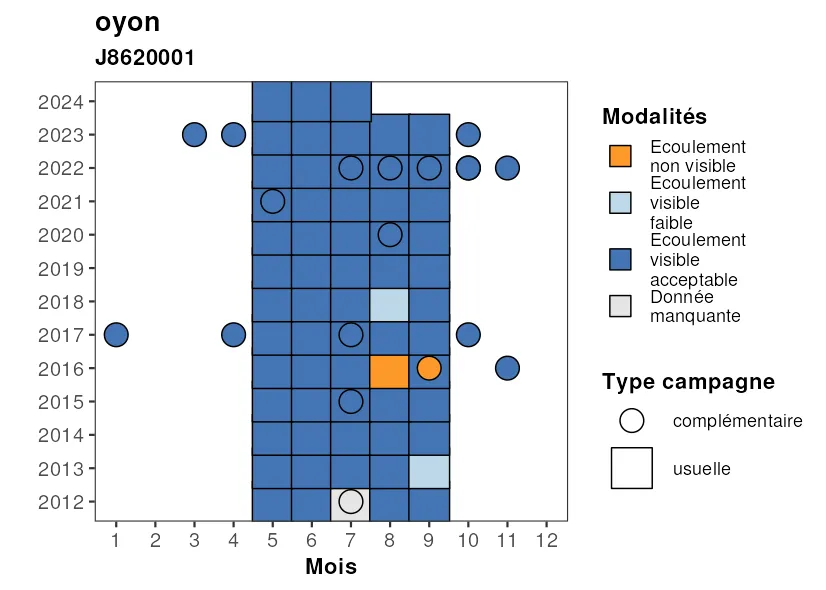 oyon
J8620001
2024
2023
2022
2021
2020
2019
2018
2017
2016
2015
2014
2013
2012
1 2 3 4 5 6 7 8 9 10 11 12
Mois
Modalités
Ecoulement
non visible
Ecoulement
visible
faible
Ecoulement
visible
acceptable
Donnée
manquante
Type campagne
complémentaire
usuelle